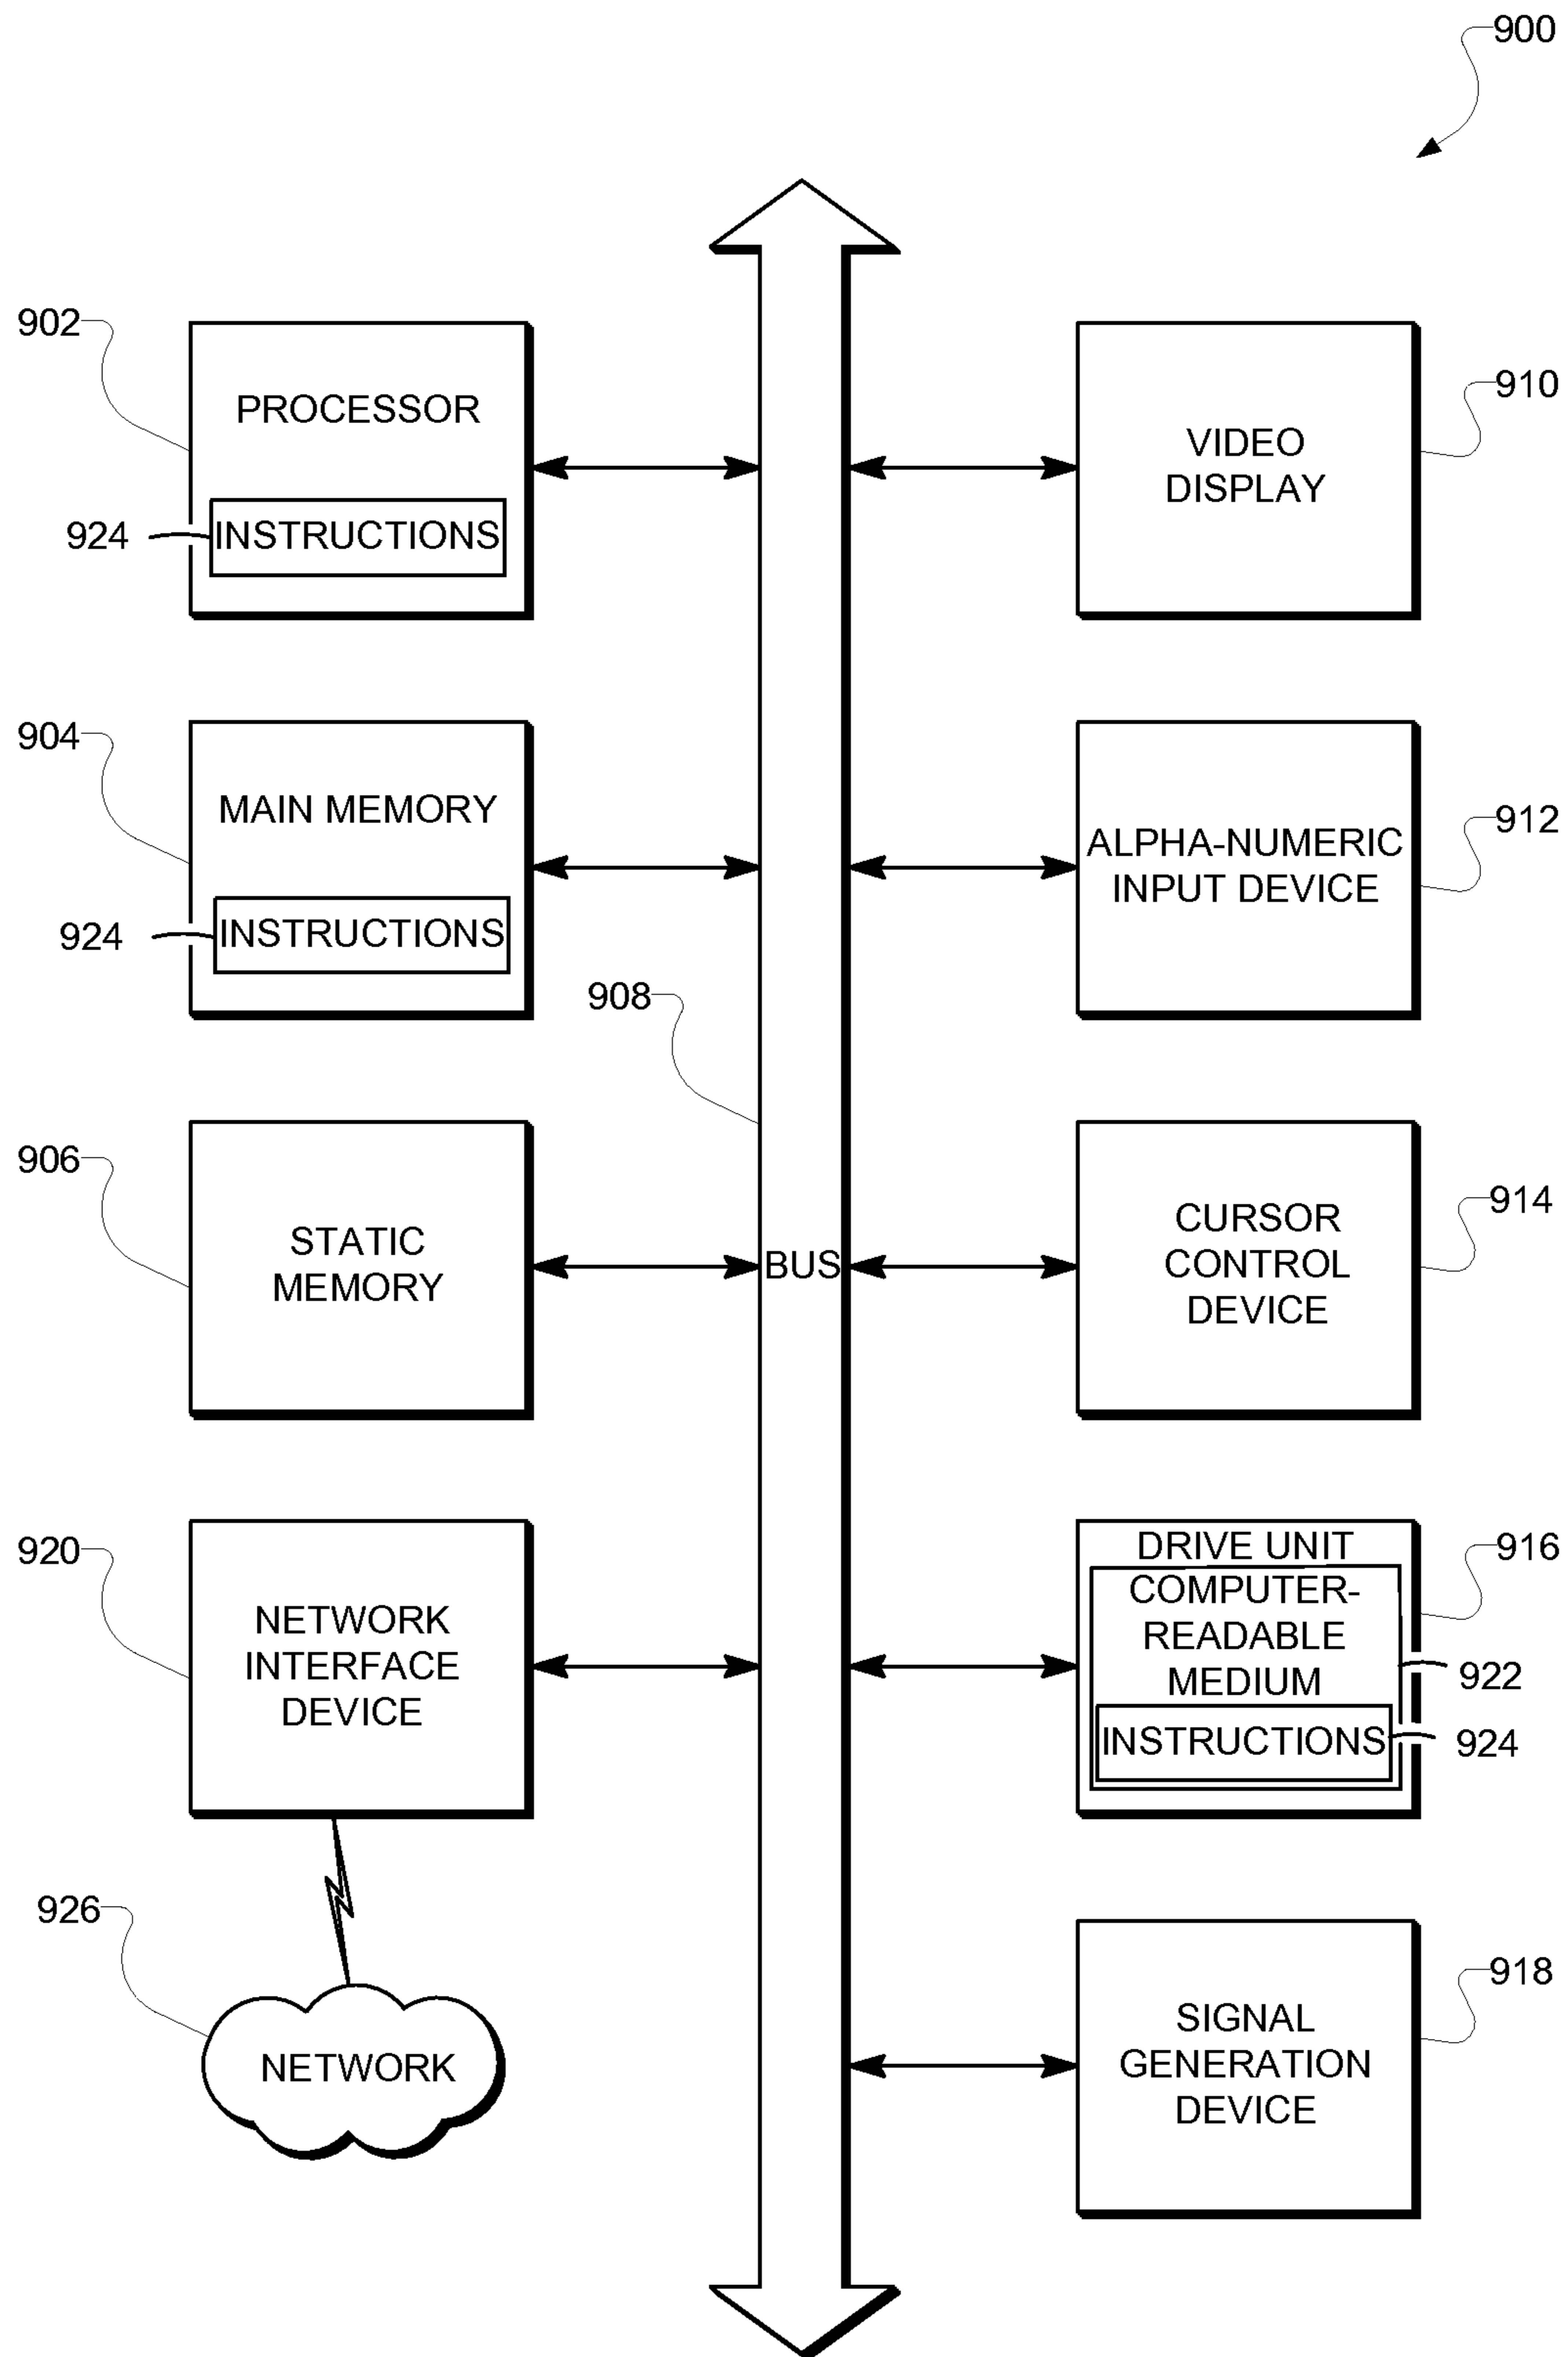 900
902
PROCESSOR
924
INSTRUCTIONS
910
VIDEO
DISPLAY
904
MAIN MEMORY
924
INSTRUCTIONS
912
ALPHA-NUMERIC
INPUT DEVICE
908
BUS
906
STATIC
MEMORY
914
CURSOR
CONTROL
DEVICE
920
NETWORK
INTERFACE
DEVICE
916
DRIVE UNIT
COMPUTER-
READABLE
MEDIUM
922
INSTRUCTIONS
924
926
NETWORK
918
SIGNAL
GENERATION
DEVICE